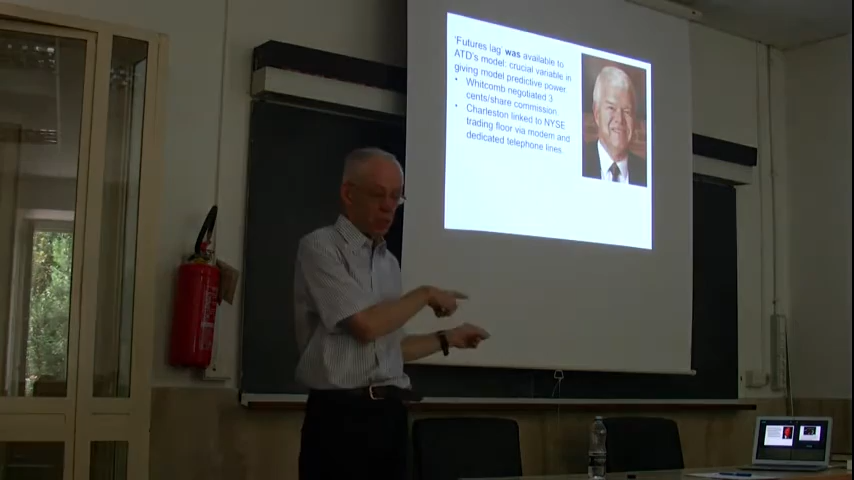 'Futures lag' was available to
ATD's model: crucial variable in
giving model predictive power.
• Whitcomb negotiated 3
cents/share commission
• Charleston linked to NYSE
trading floor via modem and
dedicated telephone lines.